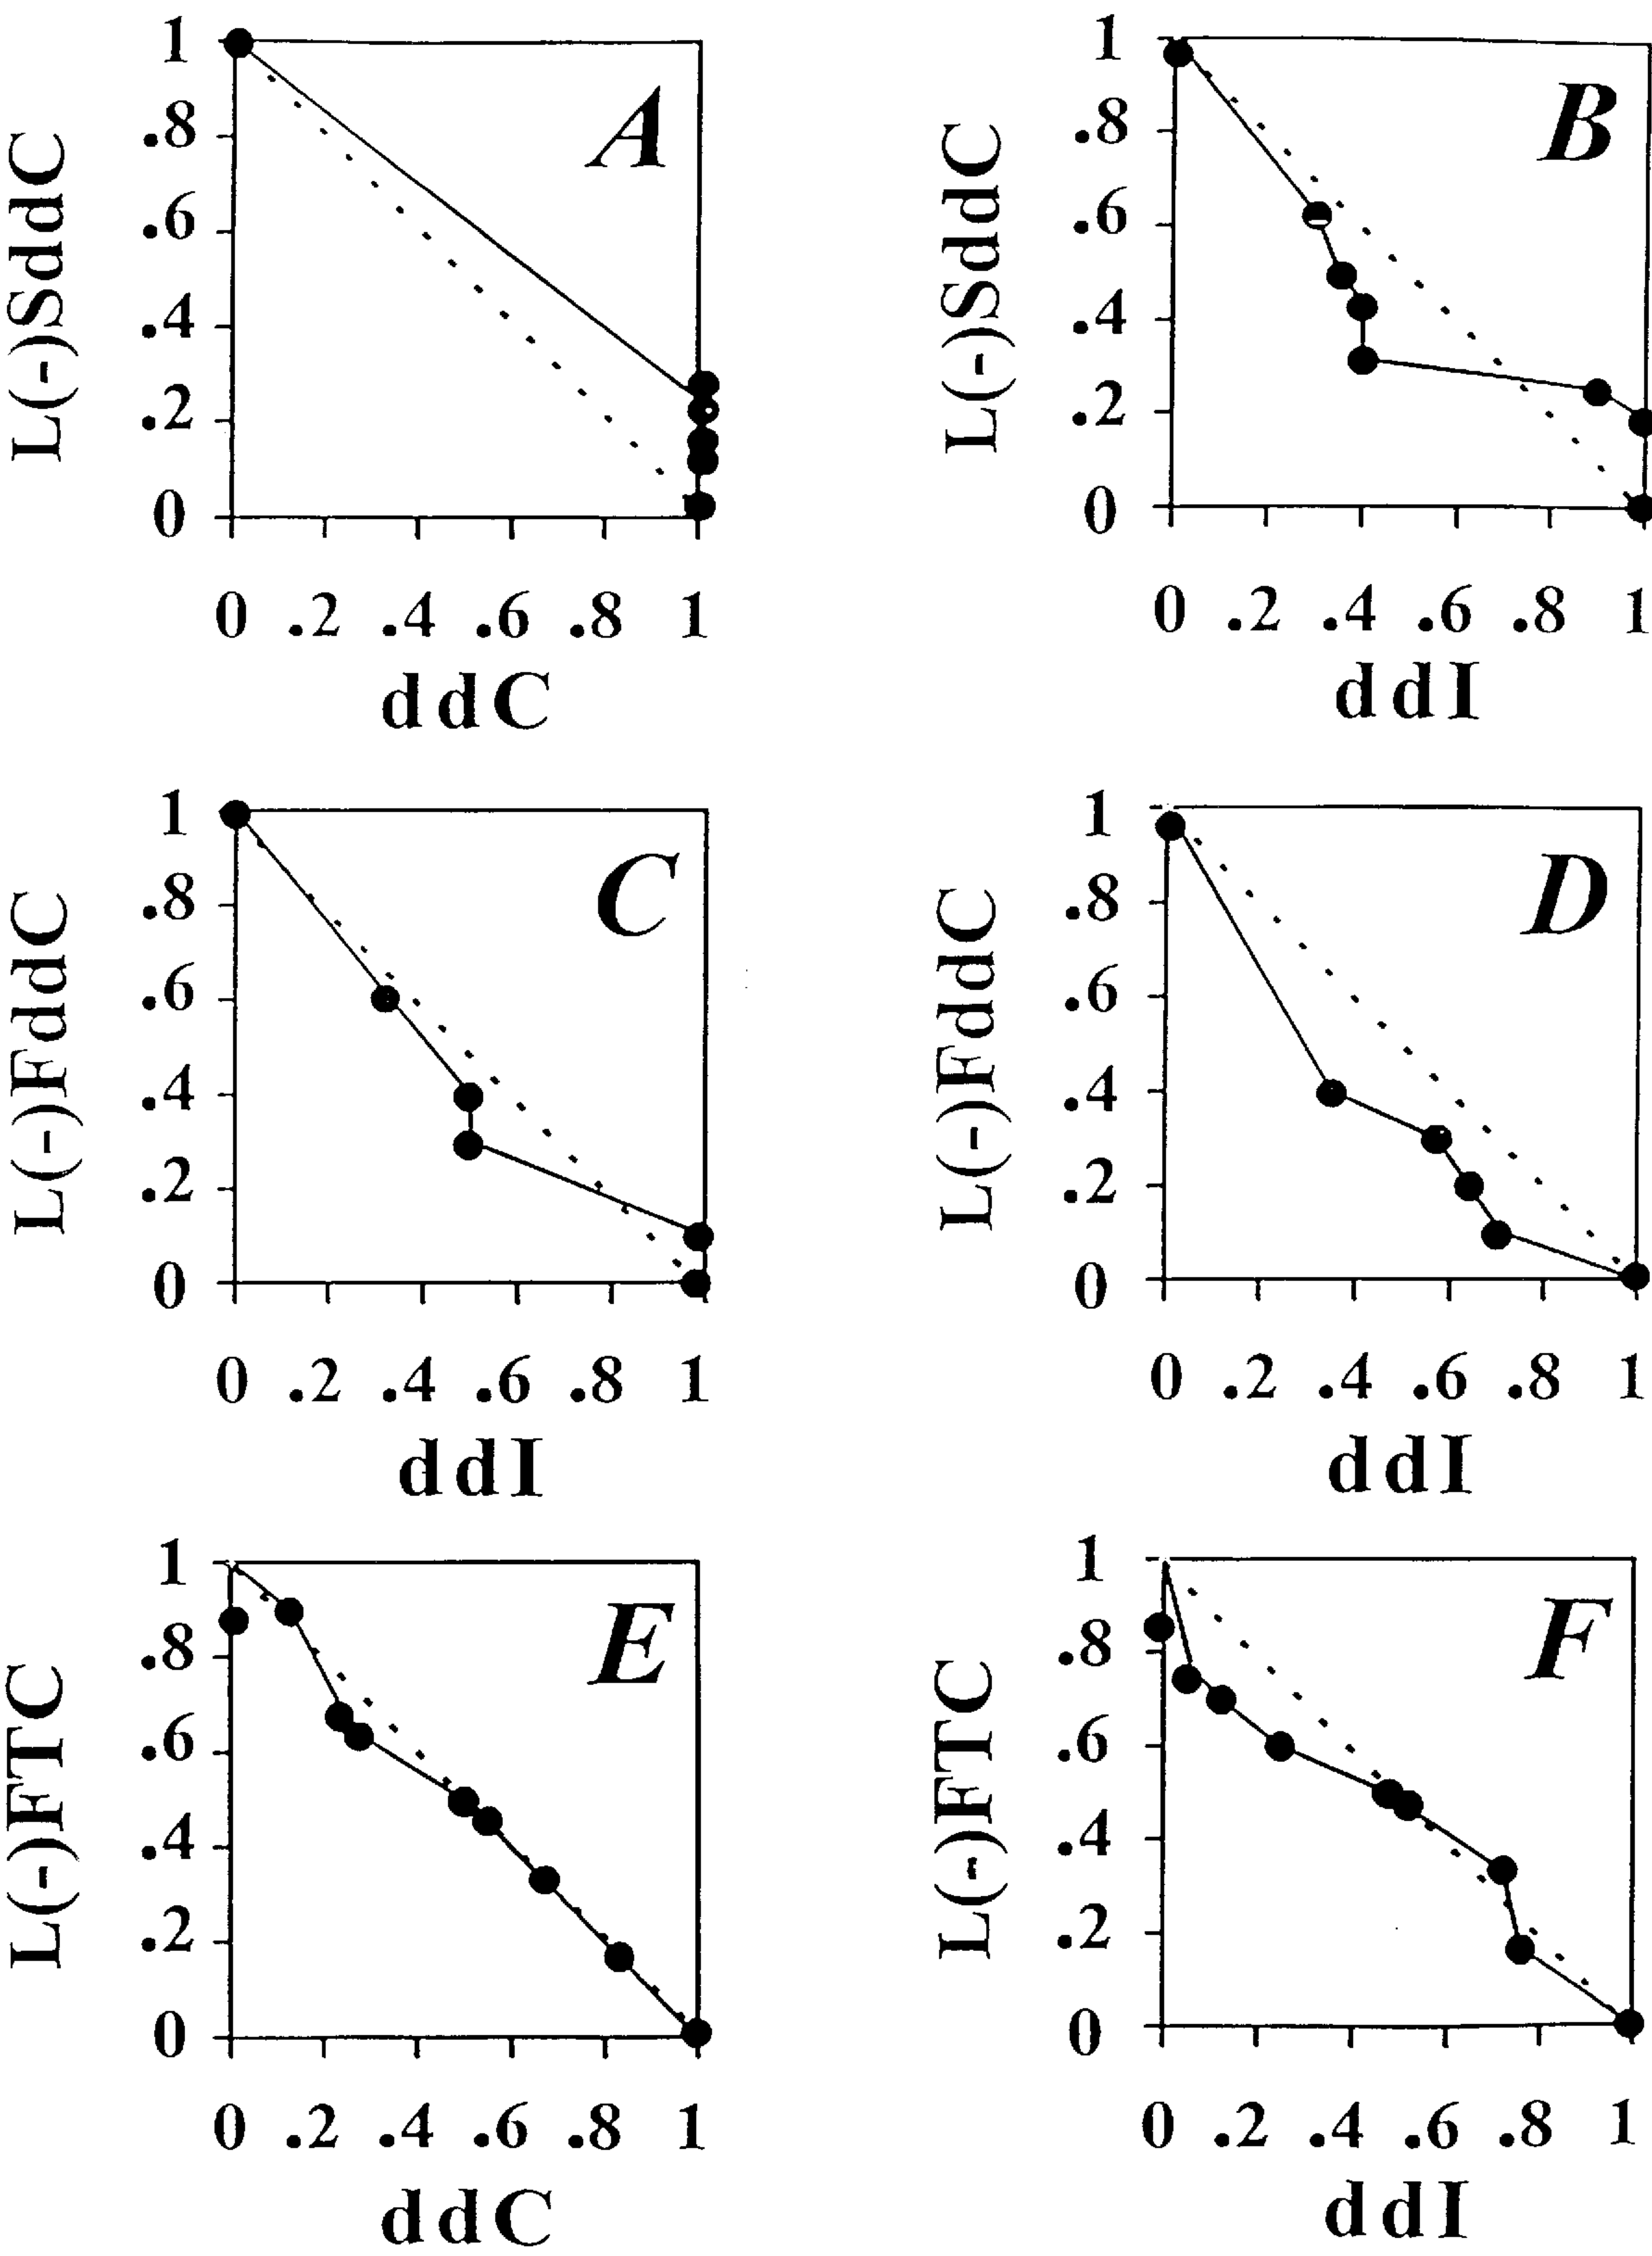 A
L(-)SddC
1
.8
.6
.4
.2
0
0 .2 .4 .6 .8 1
ddC
B
L(-)SddC
1
.8
.6
.4
.2
0
0 .2 .4 .6 .8 1
ddI
C
L(-)FddC
1
.8
.6
.4
.2
0
0 .2 .4 .6 .8 1
ddI
D
L(-)FddC
1
.8
.6
.4
.2
0
0 .2 .4 .6 .8 1
ddI
E
L(-)FTC
1
.8
.6
.4
.2
0
0 .2 .4 .6 .8 1
ddC
F
L(-)FTC
1
.8
.6
.4
.2
0
0 .2 .4 .6 .8 1
ddI